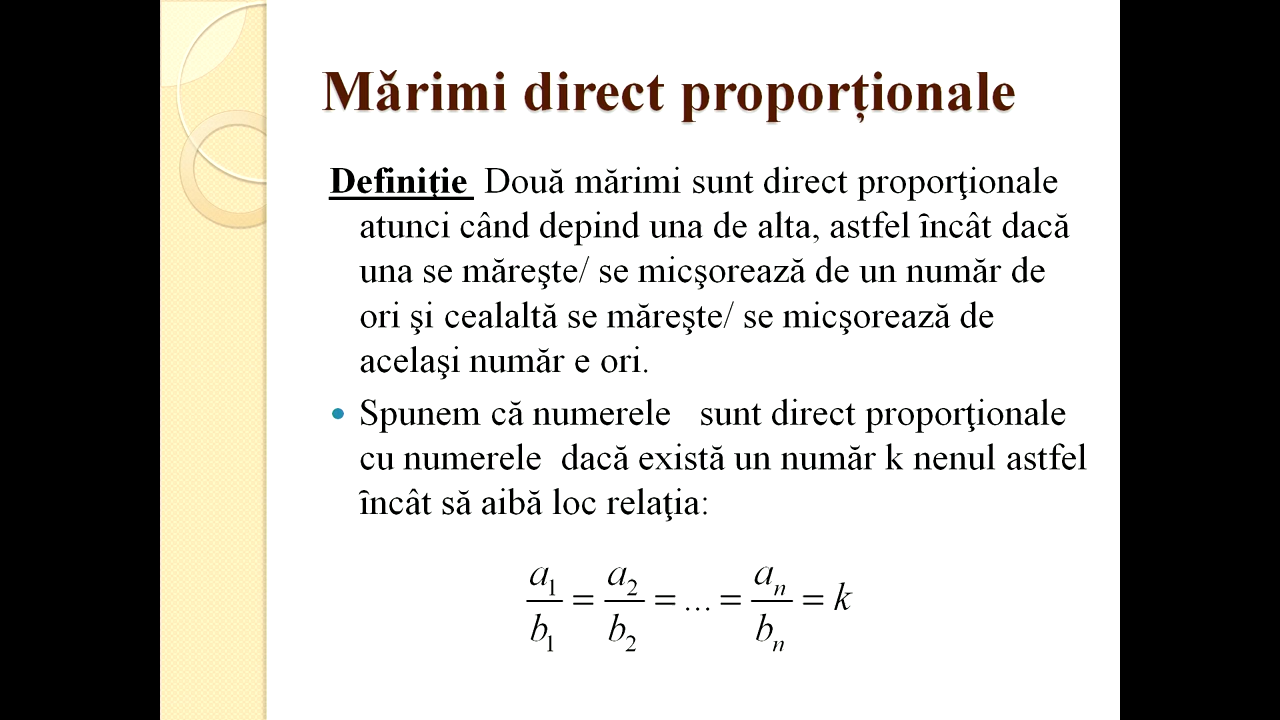 Mǎrimi direct proporționale
Definiție Două mărimi sunt direct proporţionale
atunci când depind una de alta, astfel încât dacă
una se măreşte/ se micşorează de un număr de
ori şi cealaltă se măreşte/ se micşorează de
acelaşi număr e ori.
• Spunem că numerele sunt direct proporţionale
cu numerele dacă există un număr k nenul astfel
încât să aibă loc relaţia:
a₁/b₁ = a₂/b₂ = ... = aₙ/bₙ = k